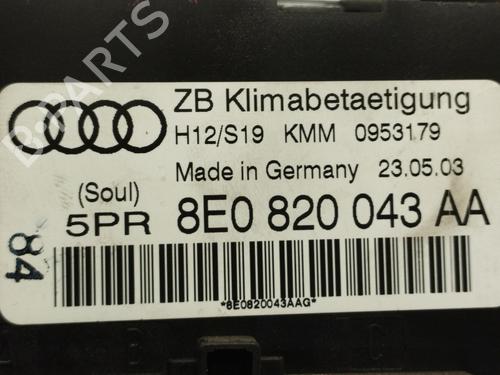 ZB Klimabetaetigung
H12/S19 KMM 0953179
Made in Germany 23.05.03
(Soul)
5PR 8E0 820 043 AA
84
*8E0820043AAG*
B-Parts